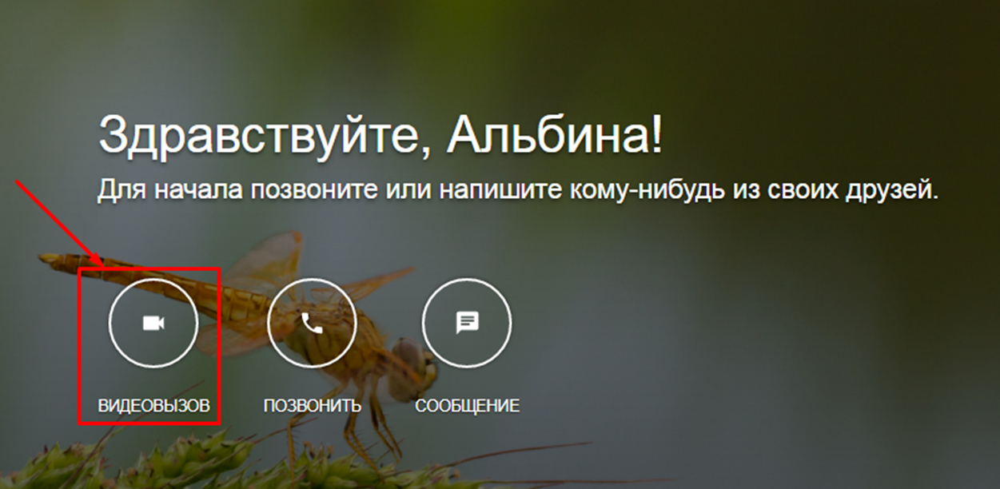 Здравствуйте, Альбина!
Для начала позвоните или напишите кому-нибудь из своих друзей.
ВИДЕОВЫЗОВ ПОЗВОНИТЬ СООБЩЕНИЕ